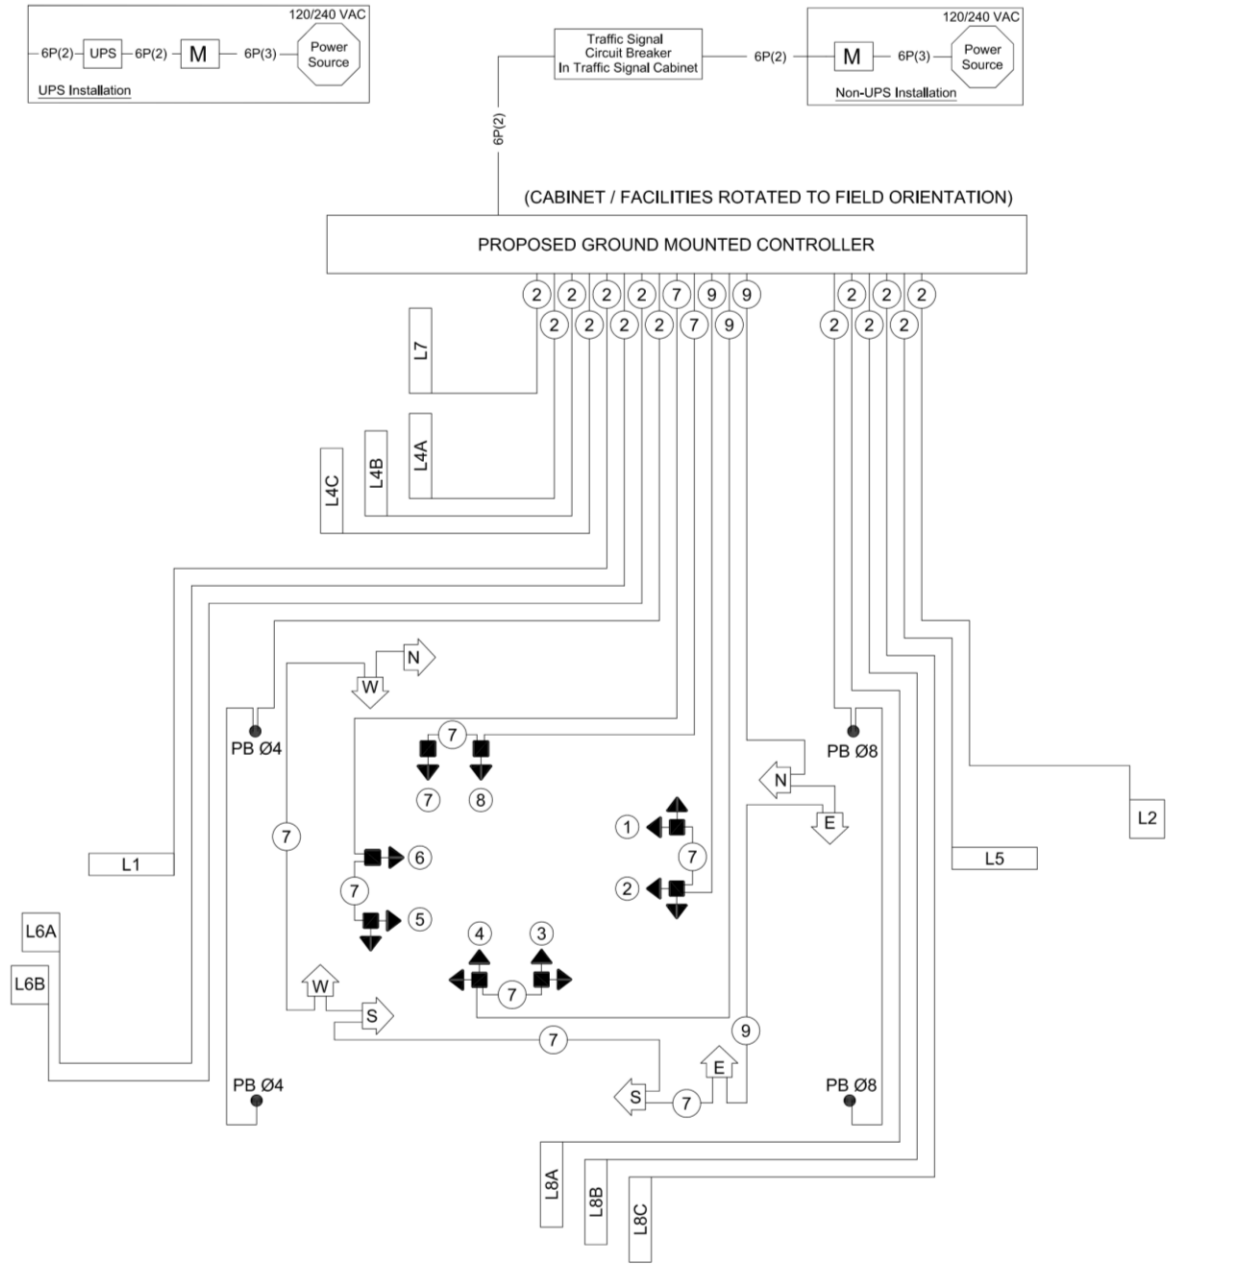 120/240 VAC
6P(2)
UPS
6P(2)
M
6P(3)
Power
Source
UPS Installation
Traffic Signal
Circuit Breaker
In Traffic Signal Cabinet
6P(2)
120/240 VAC
M
6P(3)
Power
Source
Non-UPS Installation
6P(2)
(CABINET / FACILITIES ROTATED TO FIELD ORIENTATION)
PROPOSED GROUND MOUNTED CONTROLLER
2
2
2
2
7
9
9
2
2
2
2
2
2
2
7
9
2
2
2
L7
L4A
L4B
L4C
N
W
PB Ø4
7
7
8
PB Ø8
N
E
L2
7
1
7
2
6
7
5
L1
L5
L6A
L6B
4
3
7
W
S
7
9
E
S
7
PB Ø4
PB Ø8
L8A
L8B
L8C